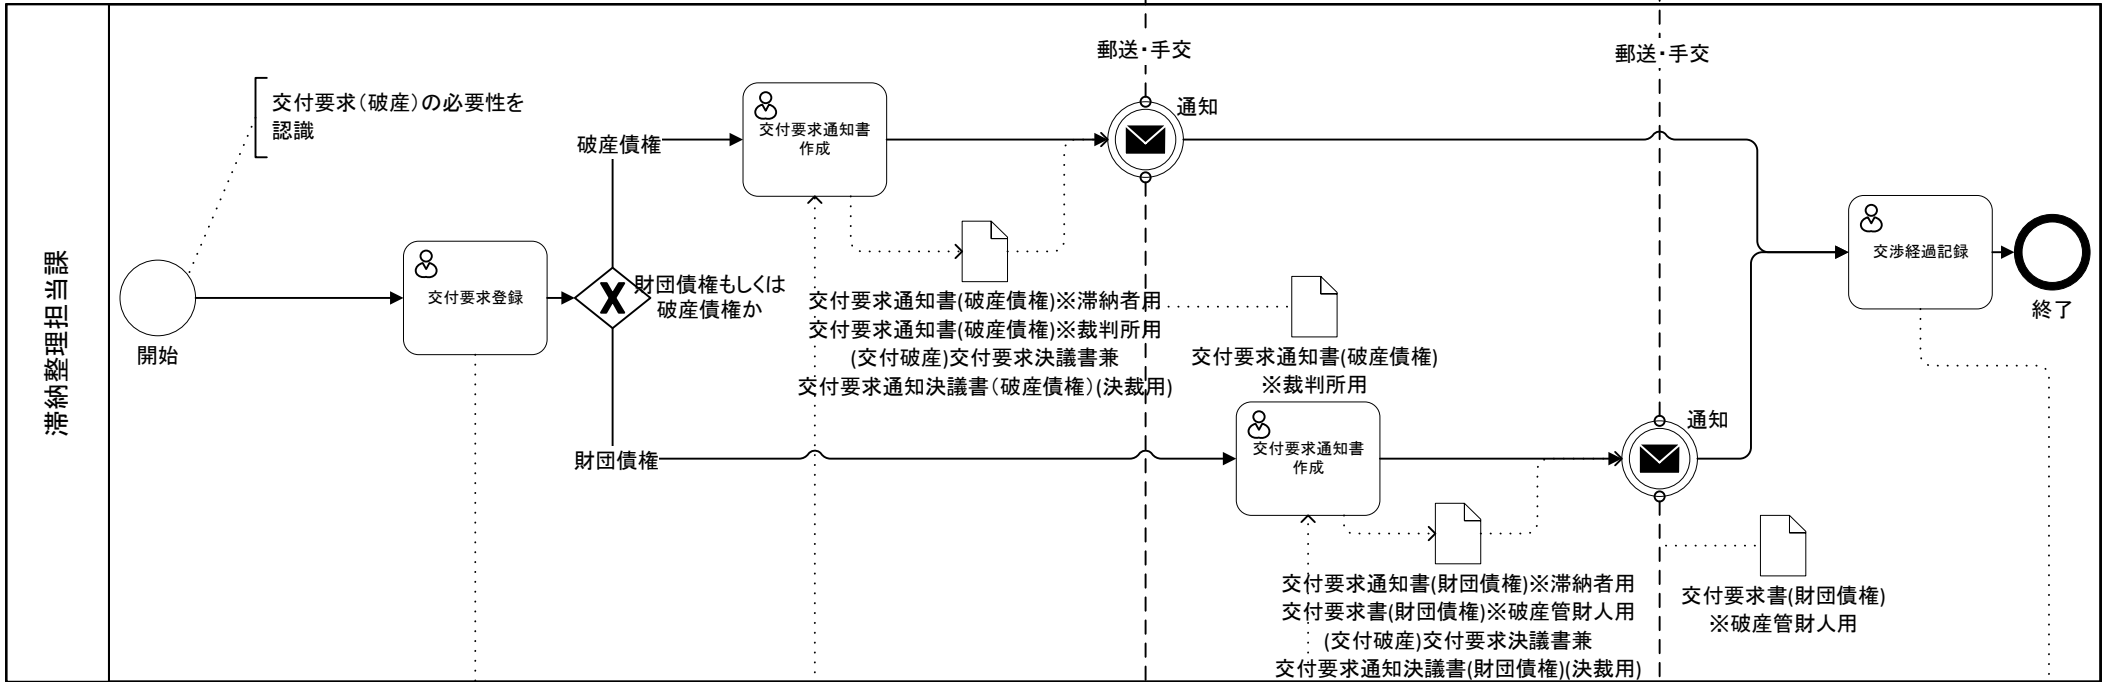 滞納整理担当課
開始
交付要求（破産）の必要性を
認識
交付要求登録
財団債権もしくは
破産債権か
破産債権
交付要求通知書
作成
交付要求通知書(破産債権)※滞納者用
交付要求通知書(破産債権)※裁判所用
(交付破産)交付要求決議書兼
交付要求通知決議書（破産債権）(決裁用)
郵送・手交
通知
交付要求通知書(破産債権)
※裁判所用
財団債権
交付要求通知書
作成
交付要求通知書(財団債権)※滞納者用
交付要求書(財団債権)※破産管財人用
(交付破産)交付要求決議書兼
交付要求通知決議書(財団債権)(決裁用)
郵送・手交
通知
交付要求書(財団債権)
※破産管財人用
交渉経過記録
終了